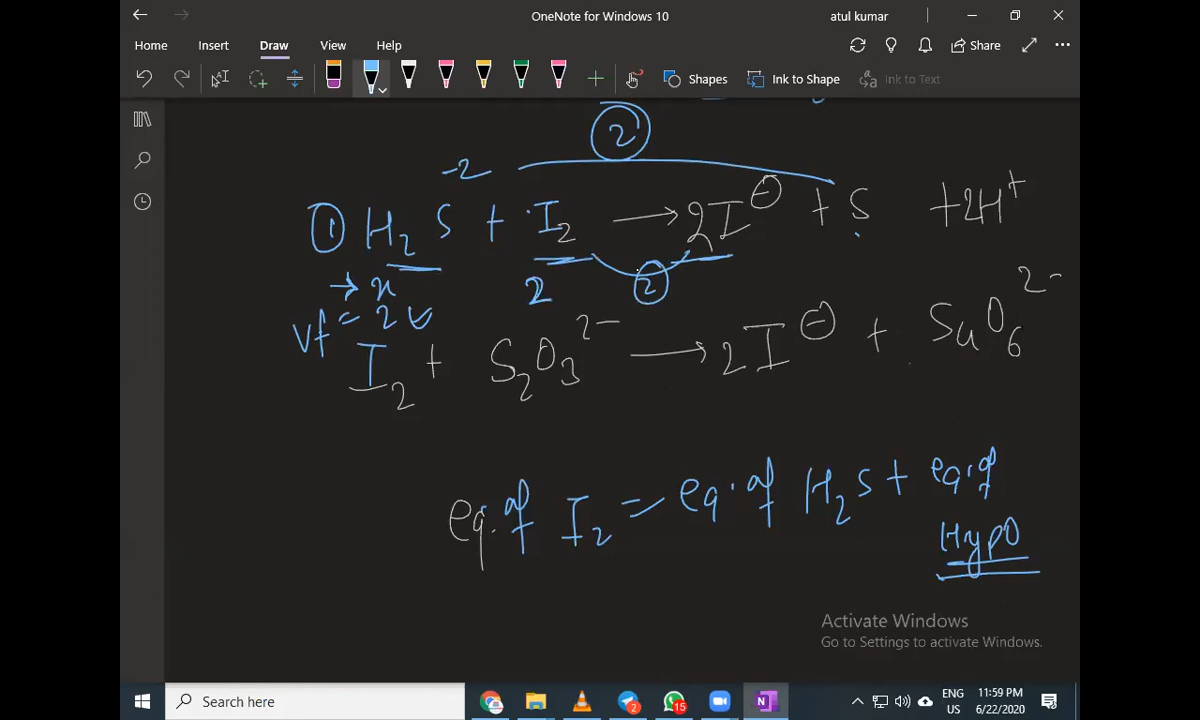 OneNote for Windows 10
atul kumar
Home Insert Draw View Help
Share
Shapes Ink to Shape Ink to Text
2
-2
① H₂S + I₂ → 2I⊖ + S + 2H⁺
→ x 2 2
Vf = 2
I₂ + S₂O₃²⁻ → 2I⊖ + S₄O₆²⁻
eq. of I₂ = eq. of H₂S + eq. of
Hypo
Activate Windows
Go to Settings to activate Windows.
Search here
2
15
ENG
US
11:59 PM
6/22/2020